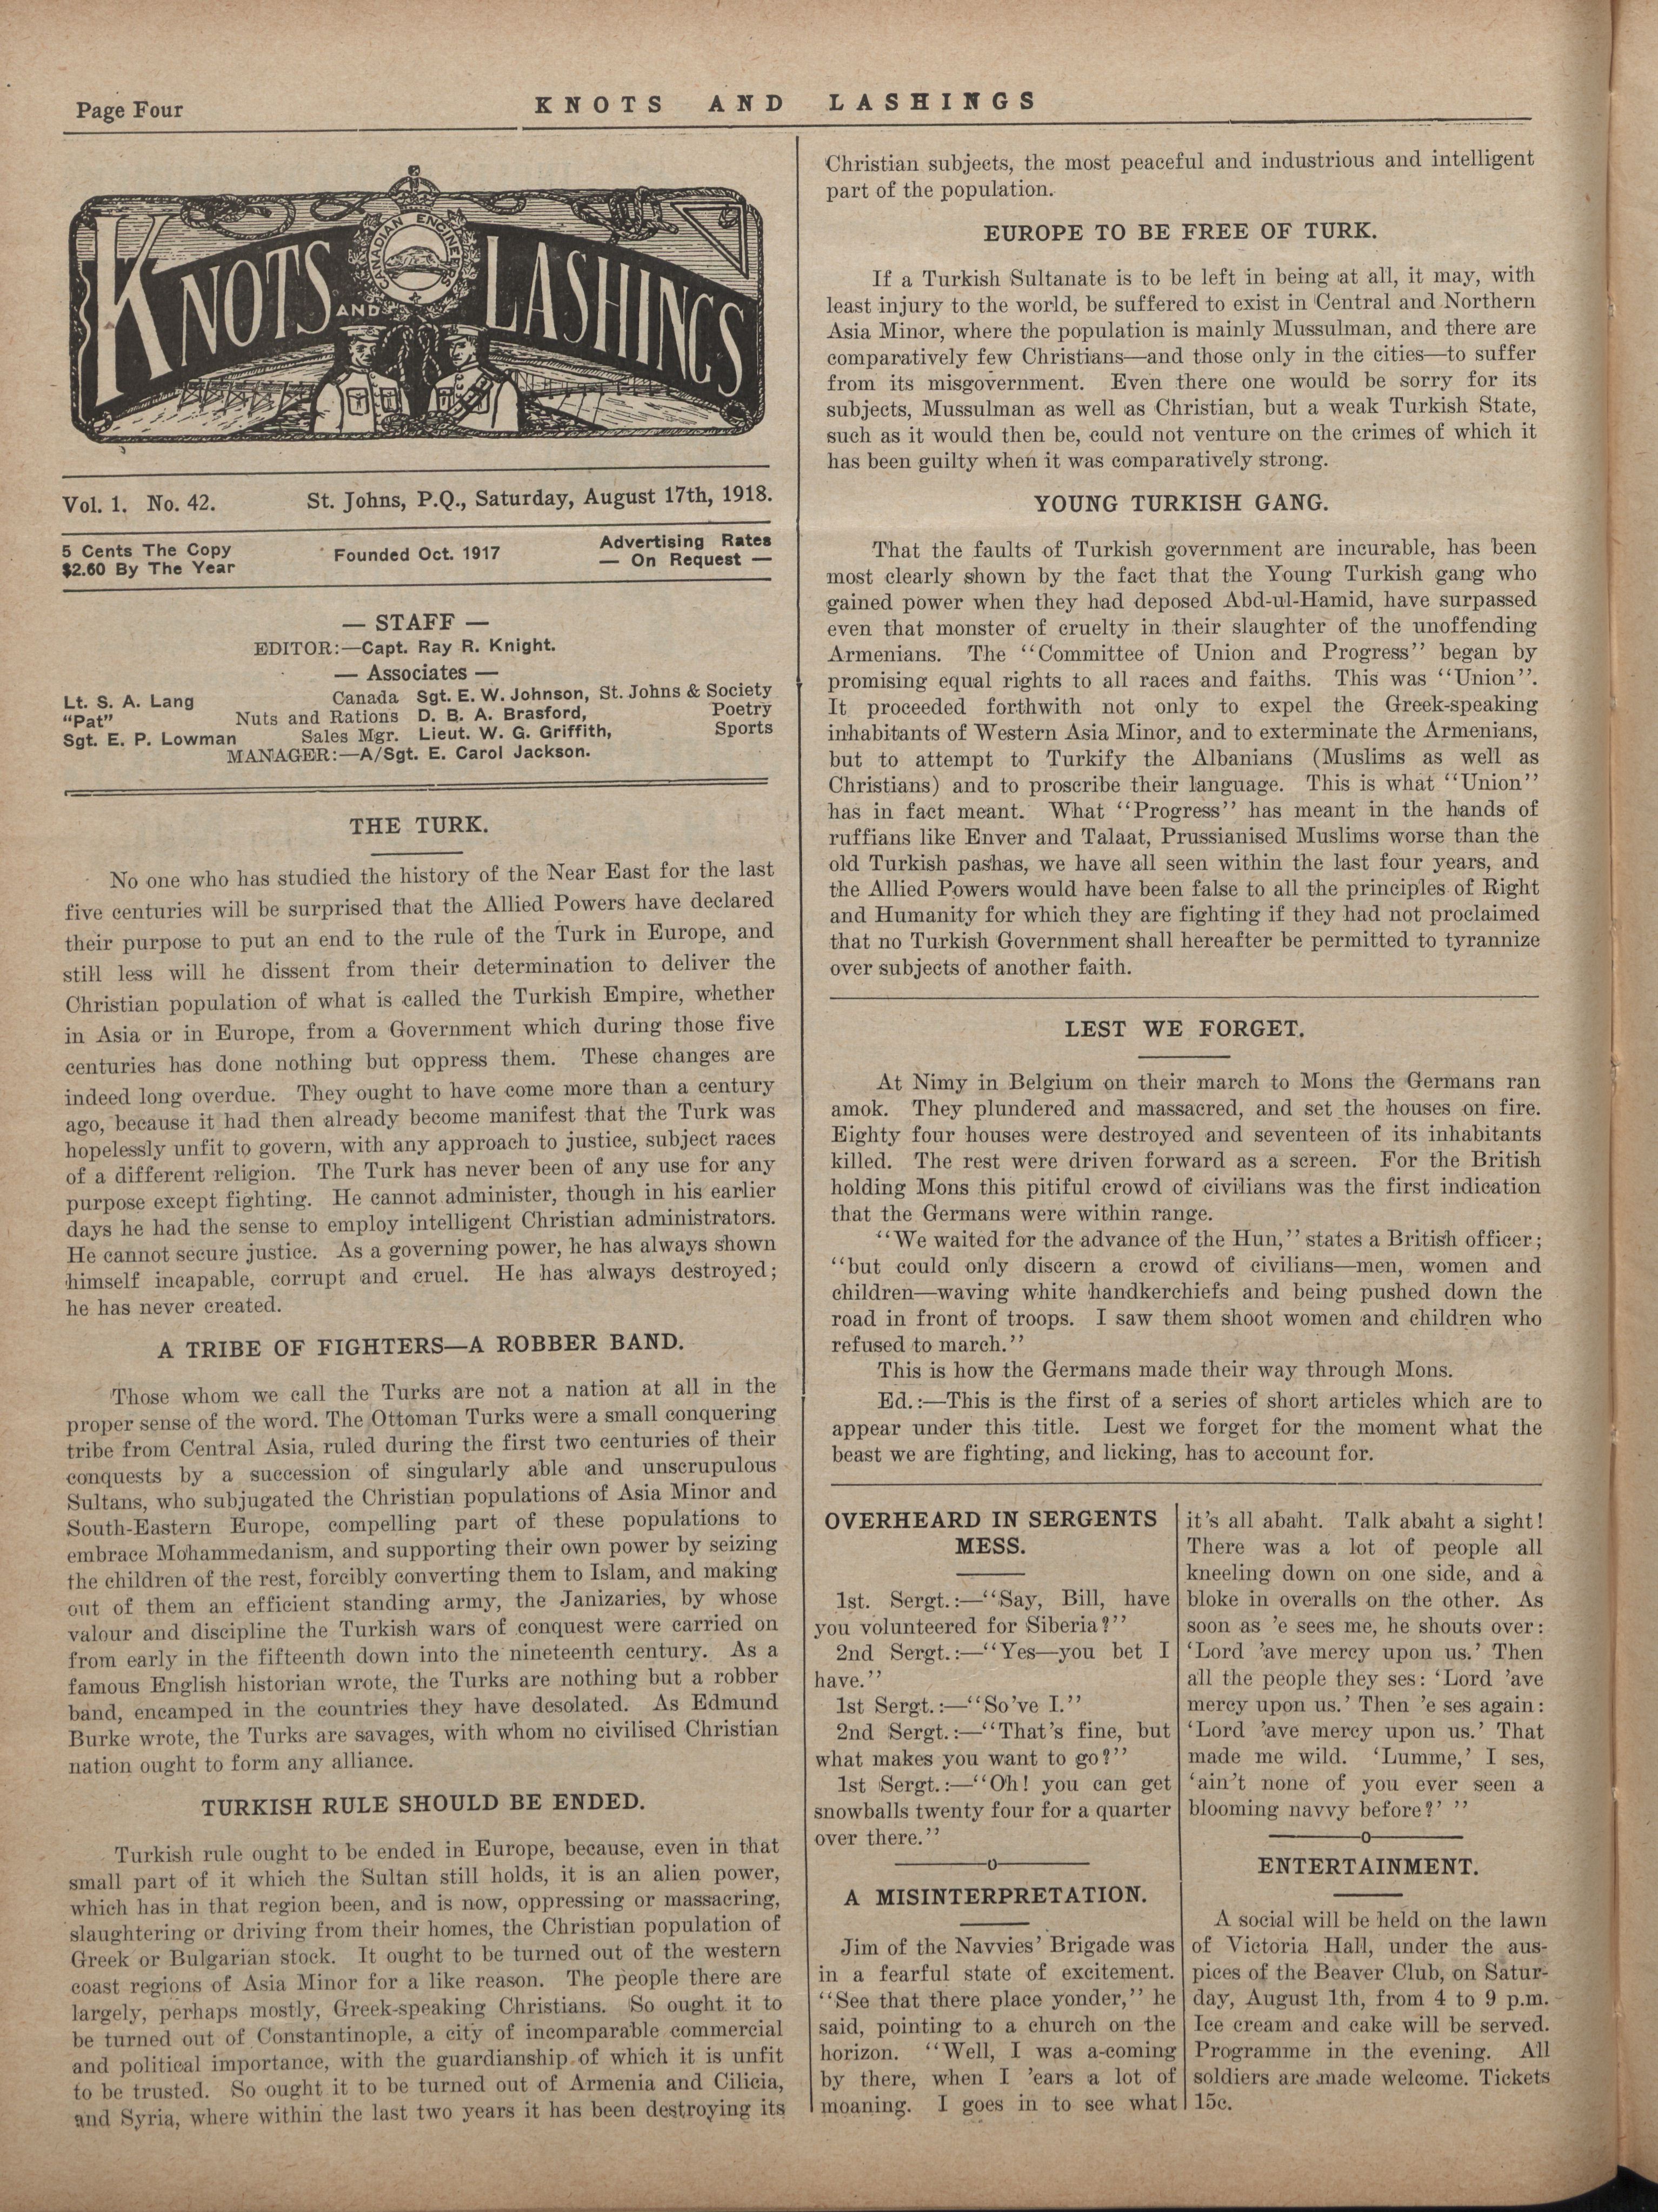 Page Four
KNOTS AND LASHINGS
KNOTS AND LASHINGS
CANADIAN ENGINEERS
Vol. 1. No. 42. St. Johns, P.Q., Saturday, August 17th, 1918.
5 Cents The Copy
$2.60 By The Year
Founded Oct. 1917
Advertising Rates
— On Request —
— STAFF —
EDITOR:—Capt. Ray R. Knight.
— Associates —
Lt. S. A. Lang Canada Sgt. E. W. Johnson, St. Johns & Society
"Pat" Nuts and Rations D. B. A. Brasford, Poetry
Sgt. E. P. Lowman Sales Mgr. Lieut. W. G. Griffith, Sports
MANAGER:—A/Sgt. E. Carol Jackson.
THE TURK.
No one who has studied the history of the Near East for the last
five centuries will be surprised that the Allied Powers have declared
their purpose to put an end to the rule of the Turk in Europe, and
still less will he dissent from their determination to deliver the
Christian population of what is called the Turkish Empire, whether
in Asia or in Europe, from a Government which during those five
centuries has done nothing but oppress them. These changes are
indeed long overdue. They ought to have come more than a century
ago, because it had then already become manifest that the Turk was
hopelessly unfit to govern, with any approach to justice, subject races
of a different religion. The Turk has never been of any use for any
purpose except fighting. He cannot administer, though in his earlier
days he had the sense to employ intelligent Christian administrators.
He cannot secure justice. As a governing power, he has always shown
himself incapable, corrupt and cruel. He has always destroyed;
he has never created.
A TRIBE OF FIGHTERS—A ROBBER BAND.
Those whom we call the Turks are not a nation at all in the
proper sense of the word. The Ottoman Turks were a small conquering
tribe from Central Asia, ruled during the first two centuries of their
conquests by a succession of singularly able and unscrupulous
Sultans, who subjugated the Christian populations of Asia Minor and
South-Eastern Europe, compelling part of these populations to
embrace Mohammedanism, and supporting their own power by seizing
the children of the rest, forcibly converting them to Islam, and making
out of them an efficient standing army, the Janizaries, by whose
valour and discipline the Turkish wars of conquest were carried on
from early in the fifteenth down into the nineteenth century. As a
famous English historian wrote, the Turks are nothing but a robber
band, encamped in the countries they have desolated. As Edmund
Burke wrote, the Turks are savages, with whom no civilised Christian
nation ought to form any alliance.
TURKISH RULE SHOULD BE ENDED.
Turkish rule ought to be ended in Europe, because, even in that
small part of it which the Sultan still holds, it is an alien power,
which has in that region been, and is now, oppressing or massacring,
slaughtering or driving from their homes, the Christian population of
Greek or Bulgarian stock. It ought to be turned out of the western
coast regions of Asia Minor for a like reason. The people there are
largely, perhaps mostly, Greek-speaking Christians. So ought it to
be turned out of Constantinople, a city of incomparable commercial
and political importance, with the guardianship of which it is unfit
to be trusted. So ought it to be turned out of Armenia and Cilicia,
and Syria, where within the last two years it has been destroying its
Christian subjects, the most peaceful and industrious and intelligent
part of the population.
EUROPE TO BE FREE OF TURK.
If a Turkish Sultanate is to be left in being at all, it may, with
least injury to the world, be suffered to exist in Central and Northern
Asia Minor, where the population is mainly Mussulman, and there are
comparatively few Christians—and those only in the cities—to suffer
from its misgovernment. Even there one would be sorry for its
subjects, Mussulman as well as Christian, but a weak Turkish State,
such as it would then be, could not venture on the crimes of which it
has been guilty when it was comparatively strong.
YOUNG TURKISH GANG.
That the faults of Turkish government are incurable, has been
most clearly shown by the fact that the Young Turkish gang who
gained power when they had deposed Abd-ul-Hamid, have surpassed
even that monster of cruelty in their slaughter of the unoffending
Armenians. The "Committee of Union and Progress" began by
promising equal rights to all races and faiths. This was "Union".
It proceeded forthwith not only to expel the Greek-speaking
inhabitants of Western Asia Minor, and to exterminate the Armenians,
but to attempt to Turkify the Albanians (Muslims as well as
Christians) and to proscribe their language. This is what "Union"
has in fact meant. What "Progress" has meant in the hands of
ruffians like Enver and Talaat, Prussianised Muslims worse than the
old Turkish pashas, we have all seen within the last four years, and
the Allied Powers would have been false to all the principles of Right
and Humanity for which they are fighting if they had not proclaimed
that no Turkish Government shall hereafter be permitted to tyrannize
over subjects of another faith.
LEST WE FORGET.
At Nimy in Belgium on their march to Mons the Germans ran
amok. They plundered and massacred, and set the houses on fire.
Eighty four houses were destroyed and seventeen of its inhabitants
killed. The rest were driven forward as a screen. For the British
holding Mons this pitiful crowd of civilians was the first indication
that the Germans were within range.
"We waited for the advance of the Hun," states a British officer;
"but could only discern a crowd of civilians—men, women and
children—waving white handkerchiefs and being pushed down the
road in front of troops. I saw them shoot women and children who
refused to march."
This is how the Germans made their way through Mons.
Ed.:—This is the first of a series of short articles which are to
appear under this title. Lest we forget for the moment what the
beast we are fighting, and licking, has to account for.
OVERHEARD IN SERGENTS
MESS.
1st. Sergt.:—"Say, Bill, have
you volunteered for Siberia?"
2nd Sergt.:—"Yes—you bet I
have."
1st Sergt.:—"So've I."
2nd Sergt.:—"That's fine, but
what makes you want to go?"
1st Sergt.:—"Oh! you can get
snowballs twenty four for a quarter
over there."
A MISINTERPRETATION.
Jim of the Navvies' Brigade was
in a fearful state of excitement.
"See that there place yonder," he
said, pointing to a church on the
horizon. "Well, I was a-coming
by there, when I 'ears a lot of
moaning. I goes in to see what
it's all abaht. Talk abaht a sight!
There was a lot of people all
kneeling down on one side, and a
bloke in overalls on the other. As
soon as 'e sees me, he shouts over:
'Lord 'ave mercy upon us.' Then
all the people they ses: 'Lord 'ave
mercy upon us.' Then 'e ses again:
'Lord 'ave mercy upon us.' That
made me wild. 'Lumme,' I ses,
'ain't none of you ever seen a
blooming navvy before?' "
ENTERTAINMENT.
A social will be held on the lawn
of Victoria Hall, under the aus-
pices of the Beaver Club, on Satur-
day, August 1th, from 4 to 9 p.m.
Ice cream and cake will be served.
Programme in the evening. All
soldiers are made welcome. Tickets
15c.